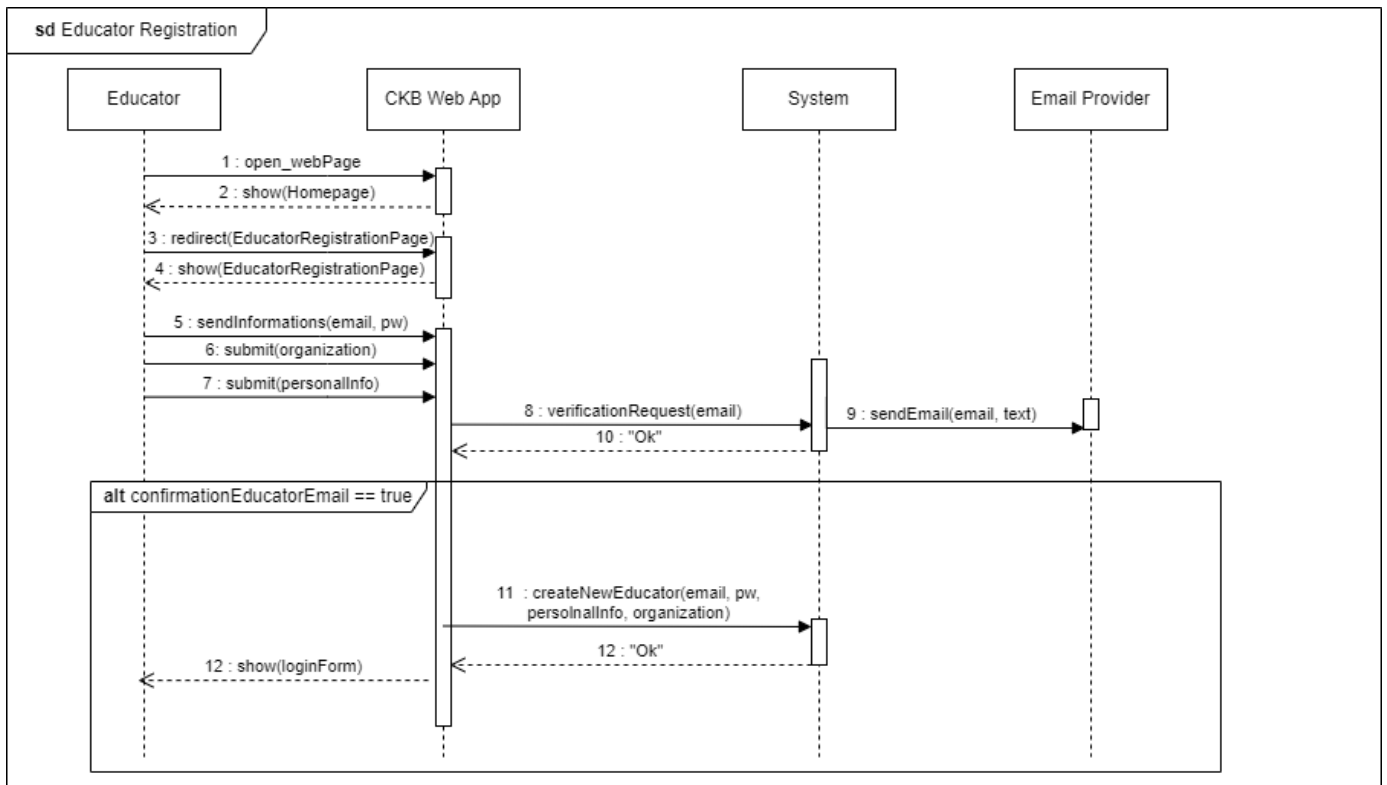 sd Educator Registration
Educator
CKB Web App
System
Email Provider
1 : open_webPage
2 : show(Homepage)
3 : redirect(EducatorRegistrationPage)
4 : show(EducatorRegistrationPage)
5 : sendInformations(email, pw)
6: submit(organization)
7 : submit(personalInfo)
8 : verificationRequest(email)
9 : sendEmail(email, text)
10 : "Ok"
alt confirmationEducatorEmail == true
11 : createNewEducator(email, pw,
persolnalInfo, organization)
12 : "Ok"
12 : show(loginForm)